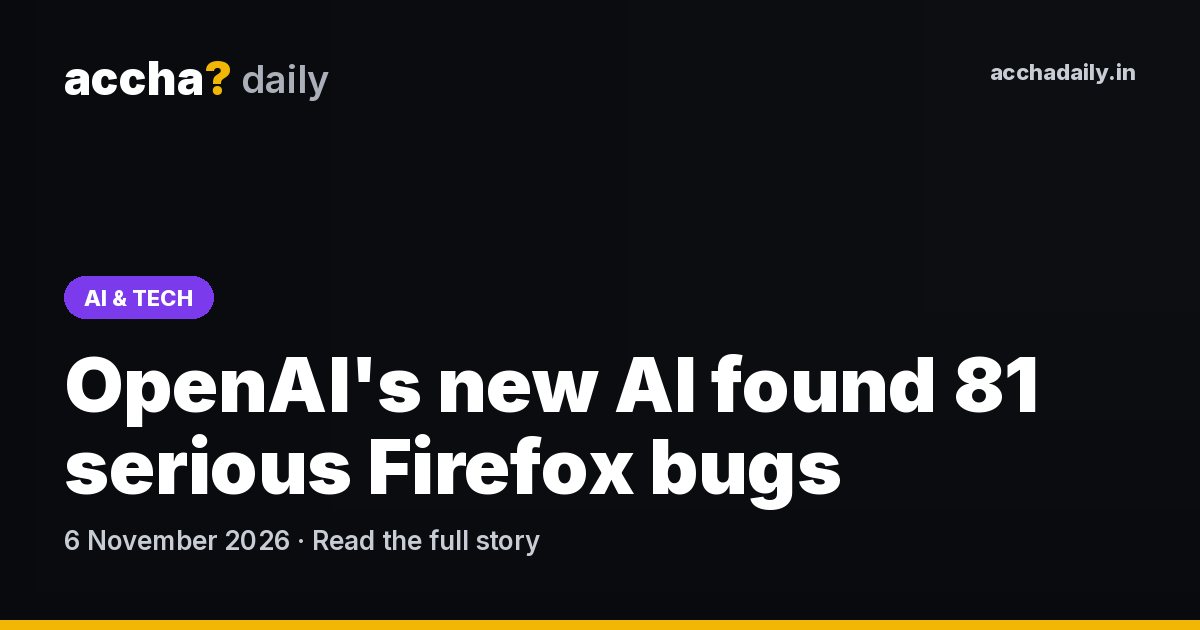 accha? daily
acchadaily.in
AI & TECH
OpenAI's new AI found 81
serious Firefox bugs
6 November 2026 · Read the full story